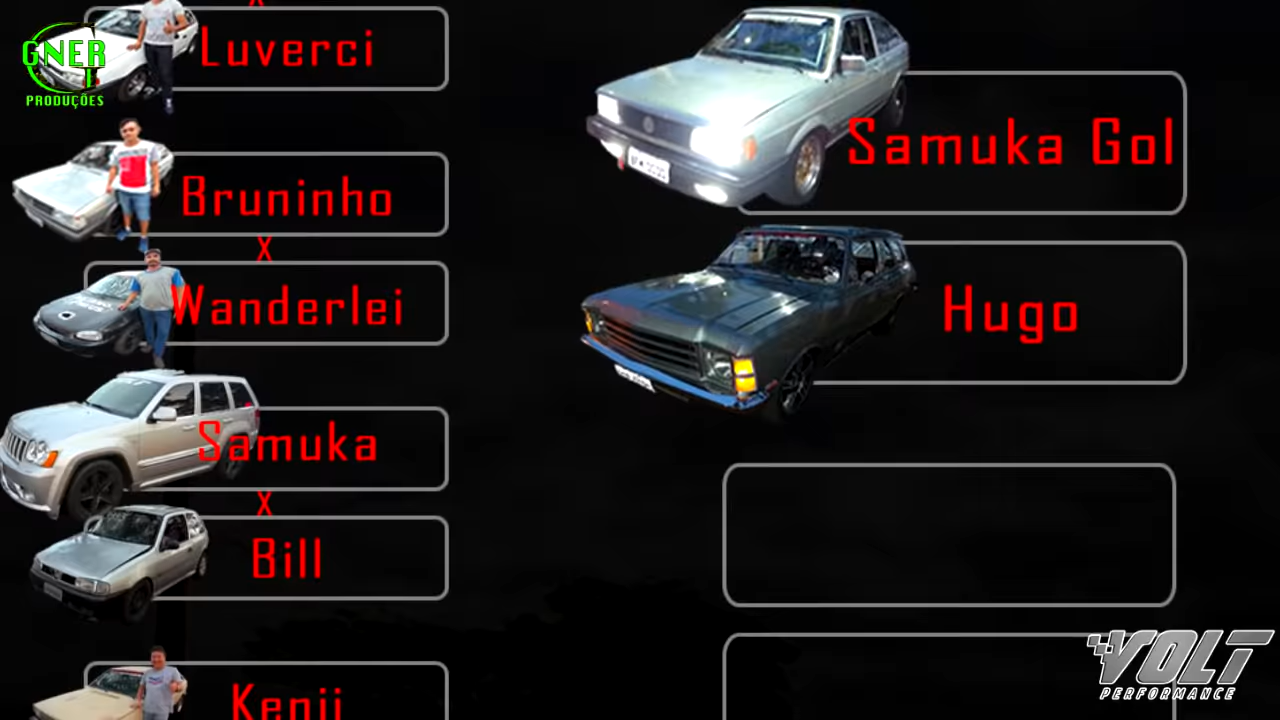 x
Luverci
GNER
PRODUÇÕES
Bruninho
x
Wanderlei
Samuka
x
Bill
Kenji
Samuka Gol
Hugo
VOLT
PERFORMANCE